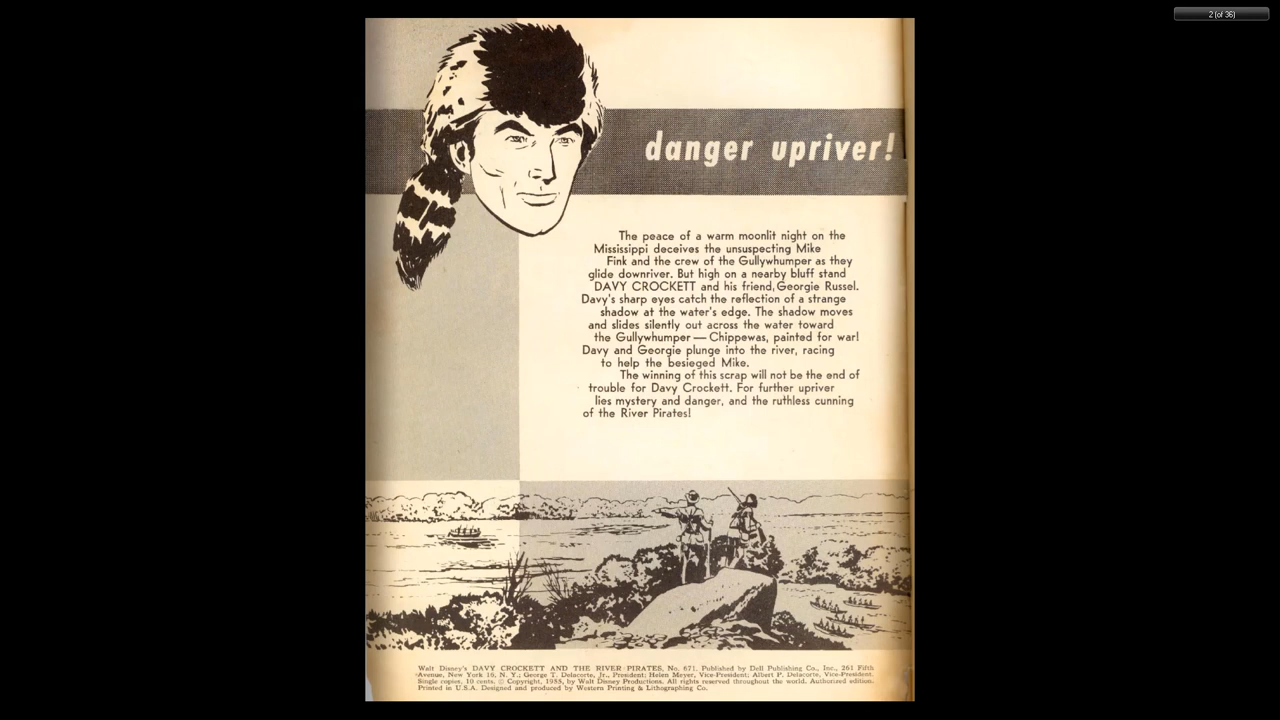 2 (of 36)
danger upriver!
The peace of a warm moonlit night on the
Mississippi deceives the unsuspecting Mike
Fink and the crew of the Gullywhumper as they
glide downriver. But high on a nearby bluff stand
DAVY CROCKETT and his friend, Georgie Russel.
Davy's sharp eyes catch the reflection of a strange
shadow at the water's edge. The shadow moves
and slides silently out across the water toward
the Gullywhumper — Chippewas, painted for war!
Davy and Georgie plunge into the river, racing
to help the besieged Mike.
The winning of this scrap will not be the end of
trouble for Davy Crockett. For further upriver
lies mystery and danger, and the ruthless cunning
of the River Pirates!
Walt Disney's DAVY CROCKETT AND THE RIVER PIRATES, No. 671. Published by Dell Publishing Co., Inc., 261 Fifth
Avenue, New York 16, N. Y.; George T. Delacorte, Jr., President; Helen Meyer, Vice-President; Albert P. Delacorte, Vice-President.
Single copies, 10 cents. © Copyright, 1955, by Walt Disney Productions. All rights reserved throughout the world. Authorized edition.
Printed in U.S.A. Designed and produced by Western Printing & Lithographing Co.